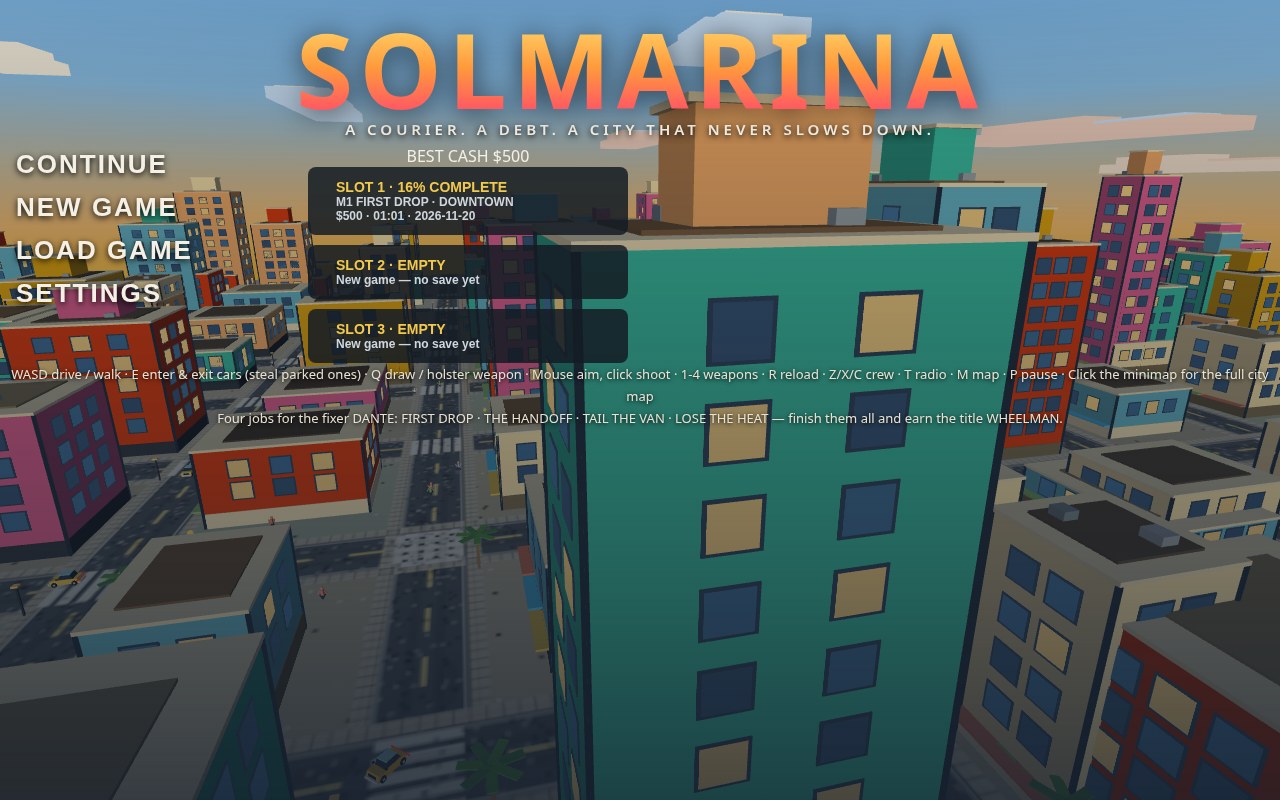 SOLMARINA
A COURIER. A DEBT. A CITY THAT NEVER SLOWS DOWN.
CONTINUE
NEW GAME
LOAD GAME
SETTINGS
BEST CASH $500
SLOT 1 · 16% COMPLETE
M1 FIRST DROP · DOWNTOWN
$500 · 01:01 · 2026-11-20
SLOT 2 · EMPTY
New game — no save yet
SLOT 3 · EMPTY
New game — no save yet
WASD drive / walk · E enter & exit cars (steal parked ones) · Q draw / holster weapon · Mouse aim, click shoot · 1-4 weapons · R reload · Z/X/C crew · T radio · M map · P pause · Click the minimap for the full city
map
Four jobs for the fixer DANTE: FIRST DROP · THE HANDOFF · TAIL THE VAN · LOSE THE HEAT — finish them all and earn the title WHEELMAN.